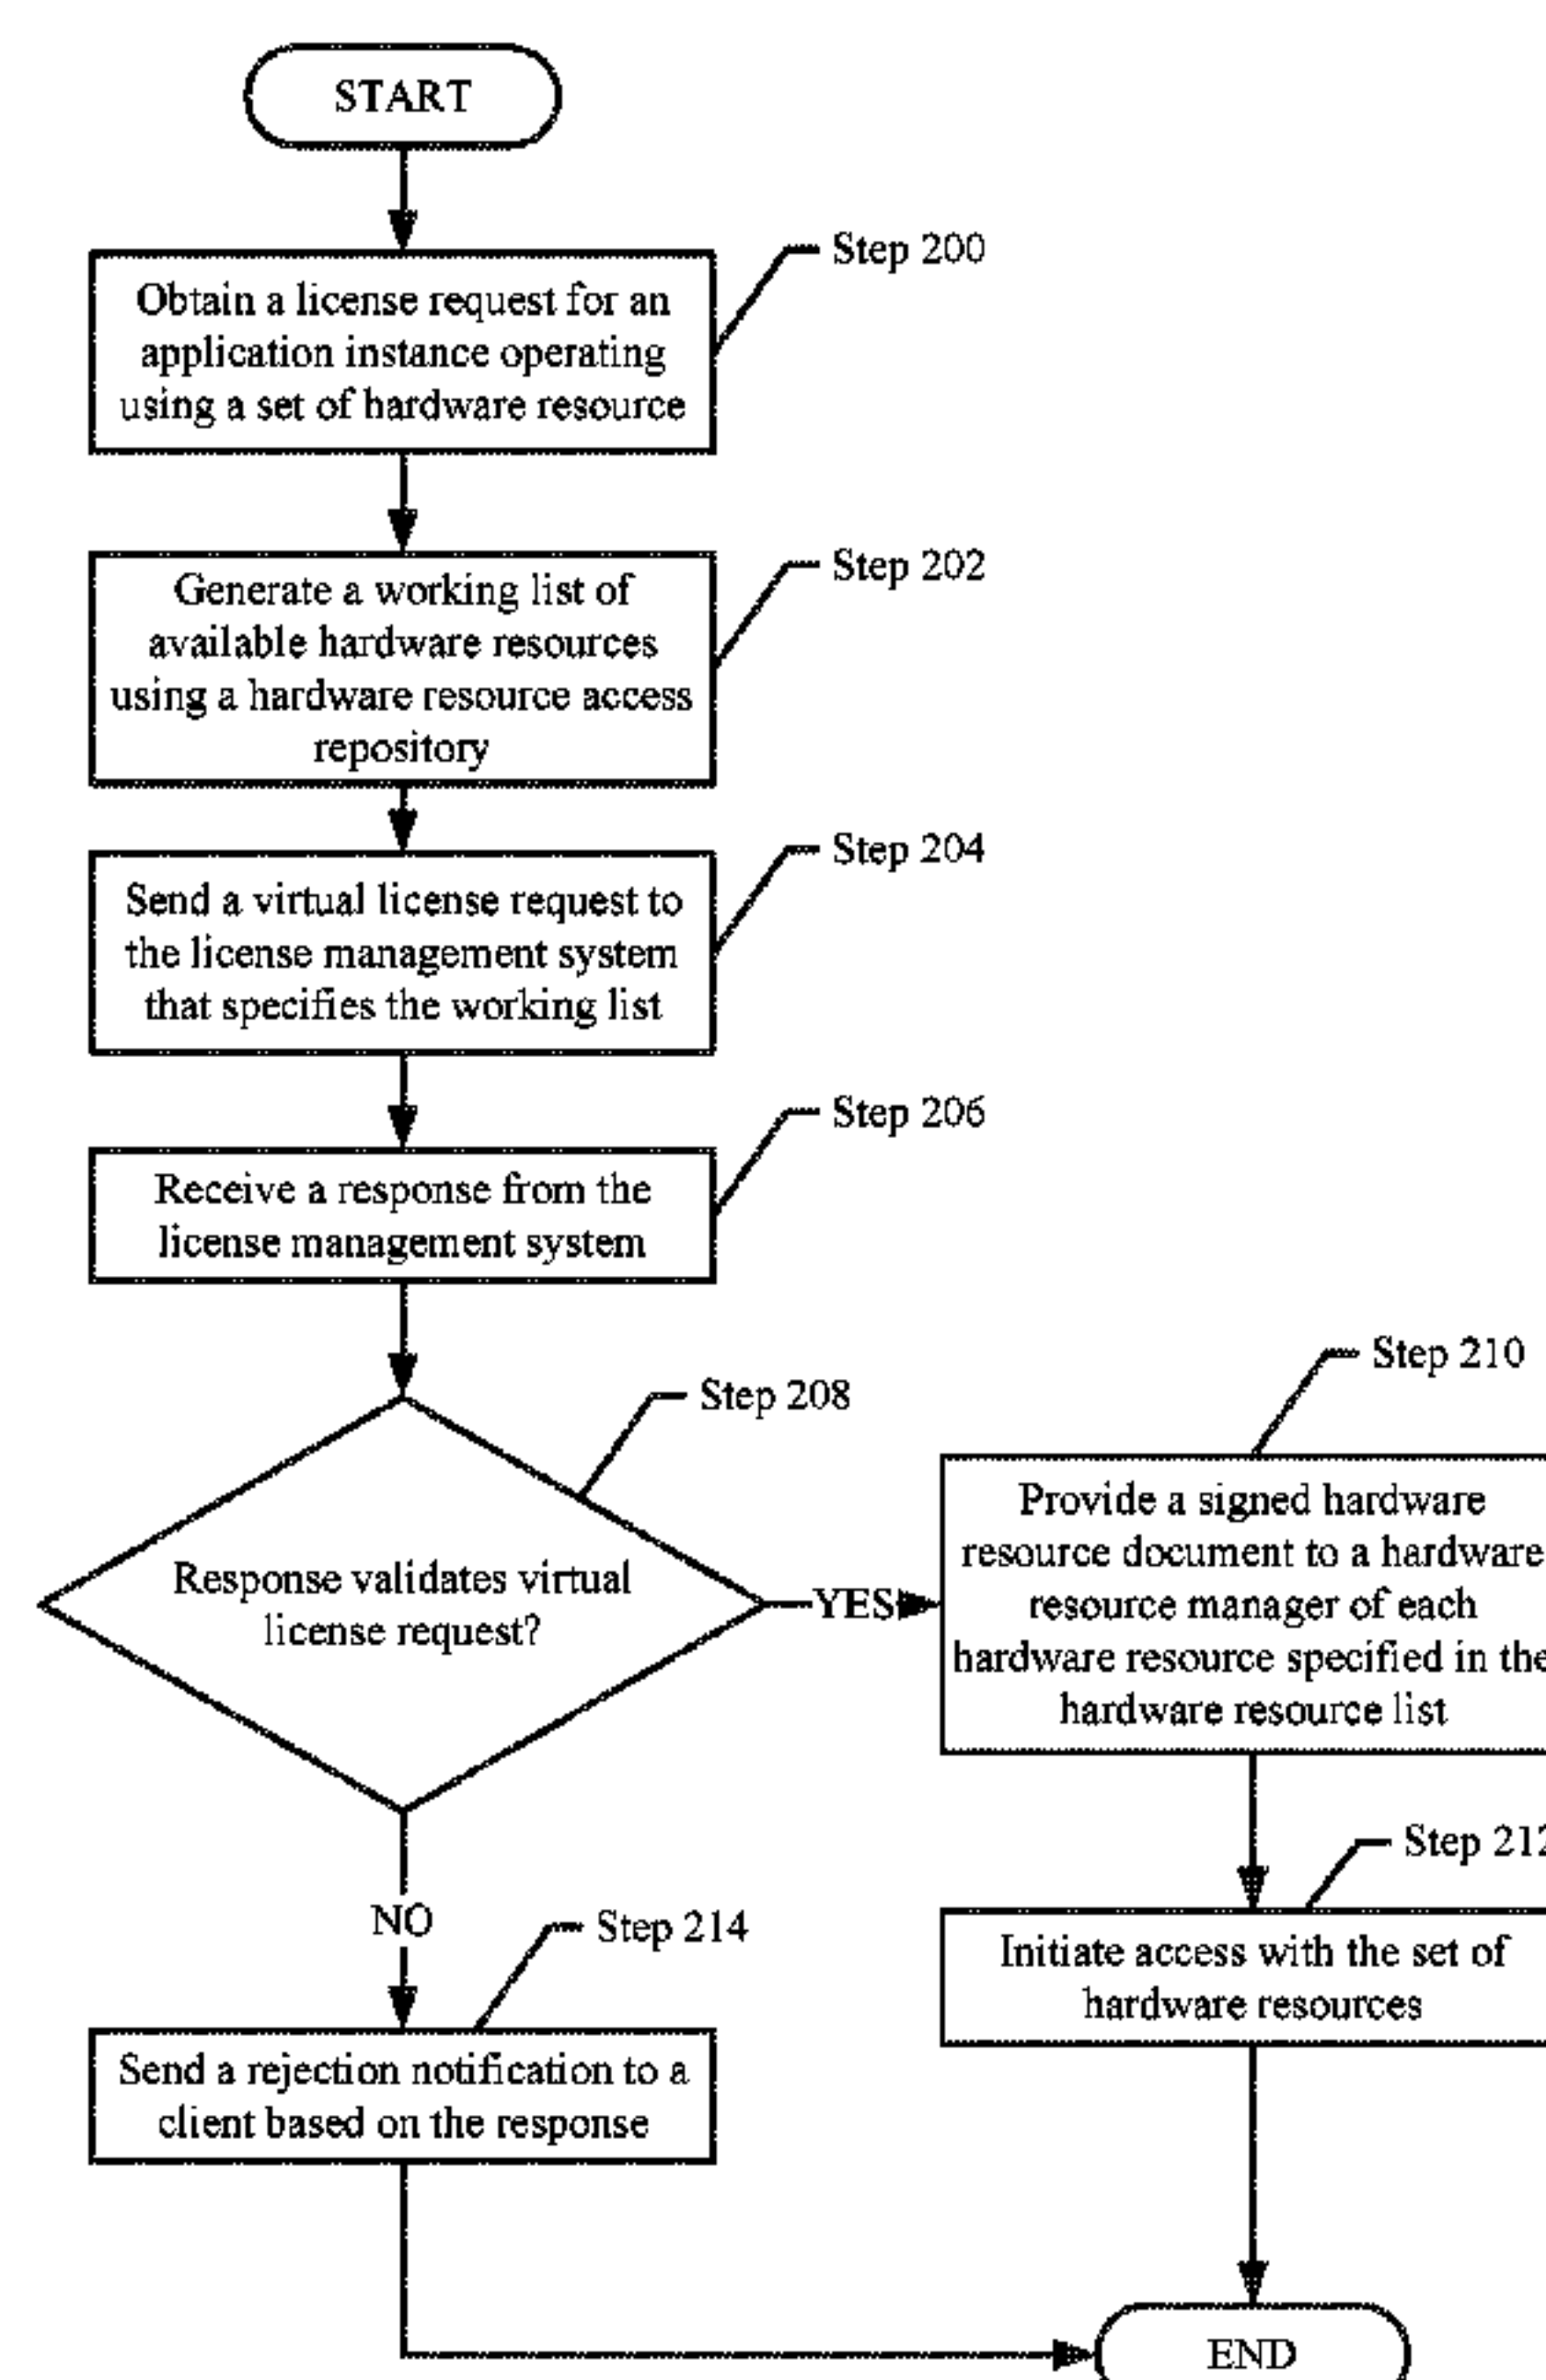 START
Step 200
Obtain a license request for an
application instance operating
using a set of hardware resource
Step 202
Generate a working list of
available hardware resources
using a hardware resource access
repository
Step 204
Send a virtual license request to
the license management system
that specifies the working list
Step 206
Receive a response from the
license management system
Step 208
Response validates virtual
license request?
YES
Step 210
Provide a signed hardware
resource document to a hardware
resource manager of each
hardware resource specified in the
hardware resource list
Step 212
Initiate access with the set of
hardware resources
NO
Step 214
Send a rejection notification to a
client based on the response
END